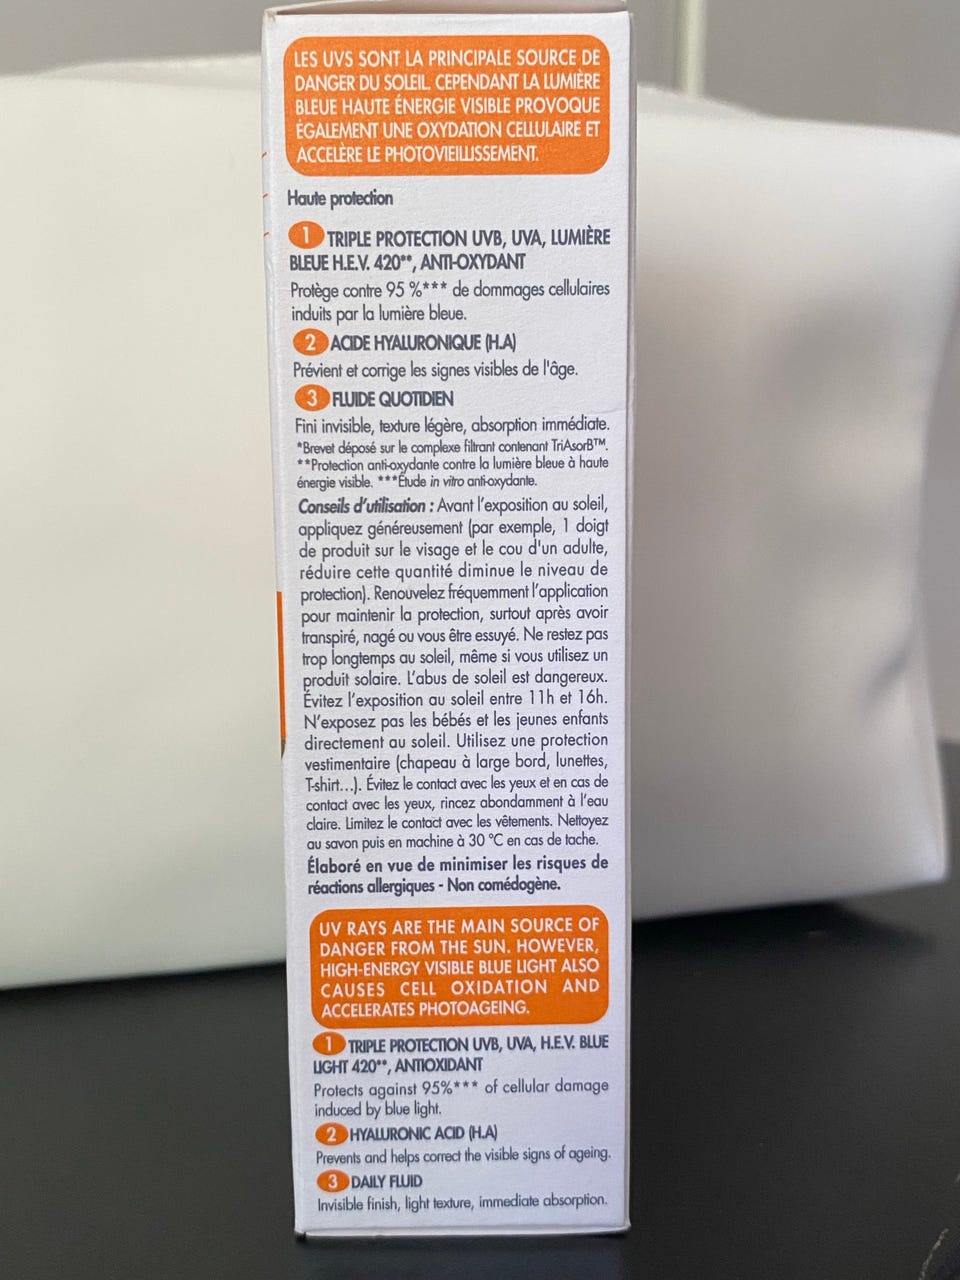 LES UVS SONT LA PRINCIPALE SOURCE DE
DANGER DU SOLEIL. CEPENDANT LA LUMIÈRE
BLEUE HAUTE ÉNERGIE VISIBLE PROVOQUE
ÉGALEMENT UNE OXYDATION CELLULAIRE ET
ACCELÈRE LE PHOTOVIEILLISSEMENT.
Haute protection
1 TRIPLE PROTECTION UVB, UVA, LUMIÈRE
BLEUE H.E.V. 420**, ANTI-OXYDANT
Protège contre 95 %*** de dommages cellulaires
induits par la lumière bleue.
2 ACIDE HYALURONIQUE (H.A)
Prévient et corrige les signes visibles de l'âge.
3 FLUIDE QUOTIDIEN
Fini invisible, texture légère, absorption immédiate.
*Brevet déposé sur le complexe filtrant contenant TriAsorB™.
**Protection anti-oxydante contre la lumière bleue à haute
énergie visible. ***Étude in vitro anti-oxydante.
Conseils d'utilisation : Avant l'exposition au soleil,
appliquez généreusement (par exemple, 1 doigt
de produit sur le visage et le cou d'un adulte,
réduire cette quantité diminue le niveau de
protection). Renouvelez fréquemment l'application
pour maintenir la protection, surtout après avoir
transpiré, nagé ou vous être essuyé. Ne restez pas
trop longtemps au soleil, même si vous utilisez un
produit solaire. L'abus de soleil est dangereux.
Évitez l'exposition au soleil entre 11h et 16h.
N'exposez pas les bébés et les jeunes enfants
directement au soleil. Utilisez une protection
vestimentaire (chapeau à large bord, lunettes,
T-shirt...). Évitez le contact avec les yeux et en cas de
contact avec les yeux, rincez abondamment à l'eau
claire. Limitez le contact avec les vêtements. Nettoyez
au savon puis en machine à 30 °C en cas de tache.
Élaboré en vue de minimiser les risques de
réactions allergiques - Non comédogène.
UV RAYS ARE THE MAIN SOURCE OF
DANGER FROM THE SUN. HOWEVER,
HIGH-ENERGY VISIBLE BLUE LIGHT ALSO
CAUSES CELL OXIDATION AND
ACCELERATES PHOTOAGEING.
1 TRIPLE PROTECTION UVB, UVA, H.E.V. BLUE
LIGHT 420**, ANTIOXIDANT
Protects against 95%*** of cellular damage
induced by blue light.
2 HYALURONIC ACID (H.A)
Prevents and helps correct the visible signs of ageing.
3 DAILY FLUID
Invisible finish, light texture, immediate absorption.